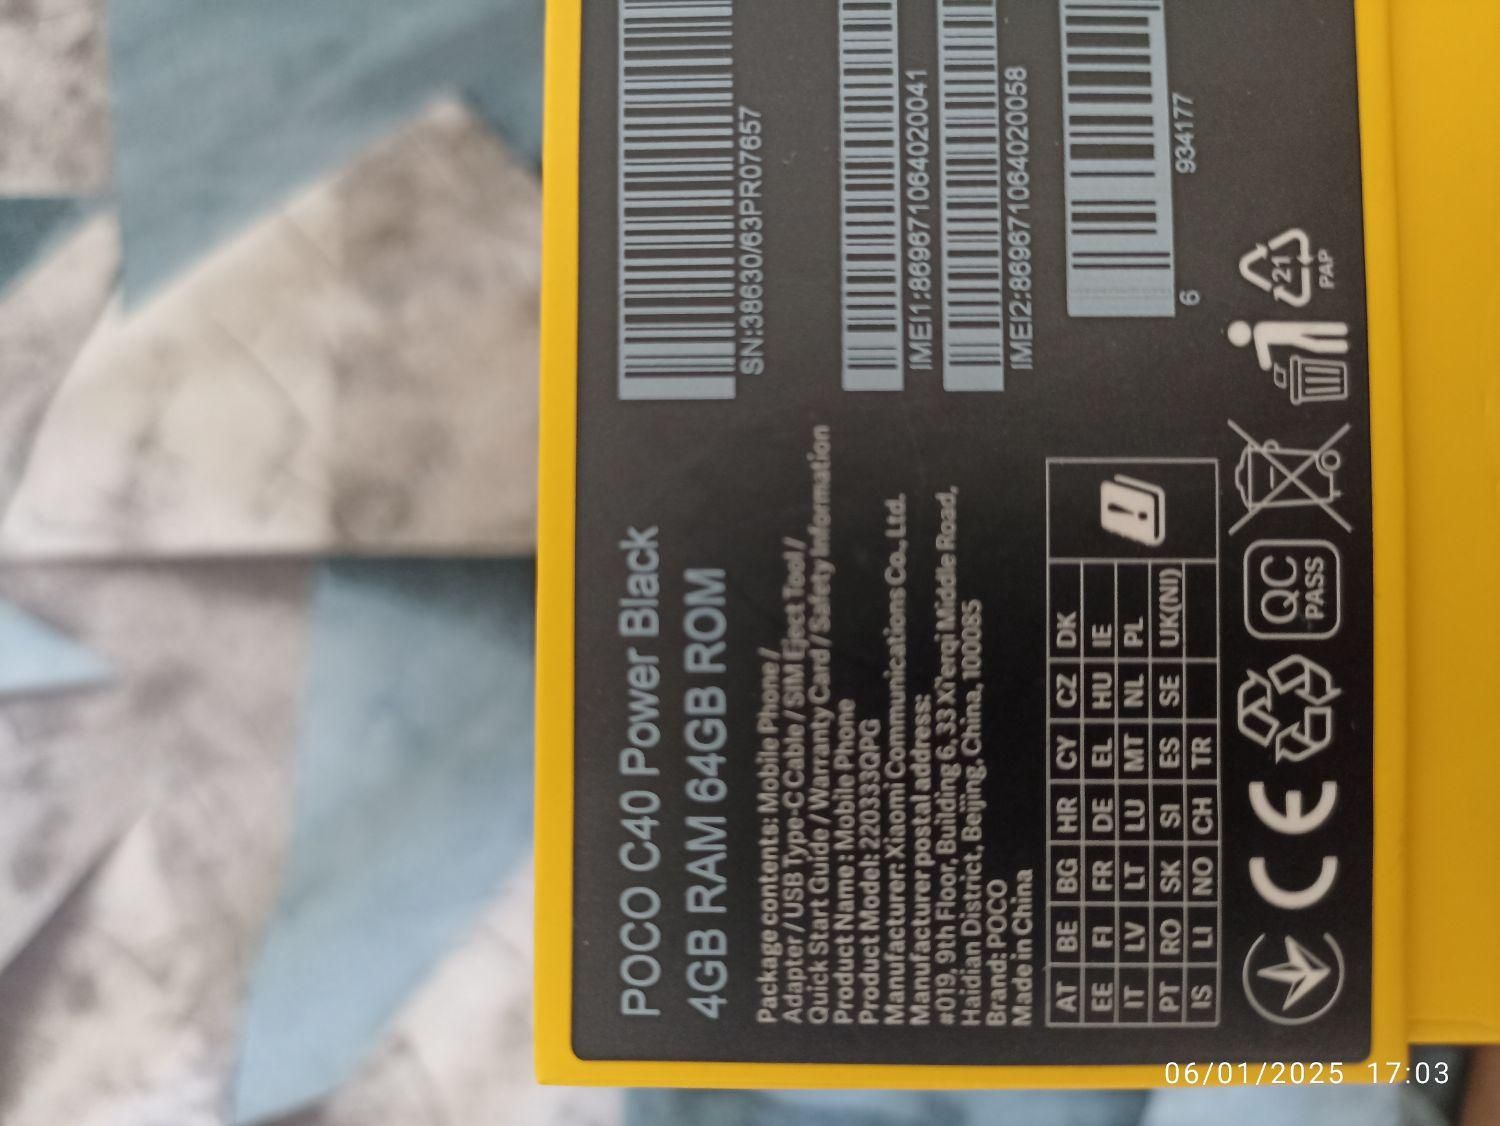 POCO C40 Power Black
4GB RAM 64GB ROM
Package contents: Mobile Phone /
Adapter / USB Type-C Cable / SIM Eject Tool /
Quick Start Guide / Warranty Card / Safety Information
Product Name : Mobile Phone
Product Model: 220333QPG
Manufacturer: Xiaomi Communications Co., Ltd.
Manufacturer postal address:
#019, 9th Floor, Building 6, 33 Xi'erqi Middle Road,
Haidian District, Beijing, China, 100085
Brand: POCO
Made in China
AT BE BG HR CY CZ DK
EE FI FR DE EL HU IE
IT LV LT LU MT NL PL
PT RO SK SI ES SE UK(NI)
IS LI NO CH TR
CE
QC
PASS
SN:38630/63PR07657
IMEI1:869671064020041
IMEI2:869671064020058
6 934177
21
PAP
06/01/2025 17:03